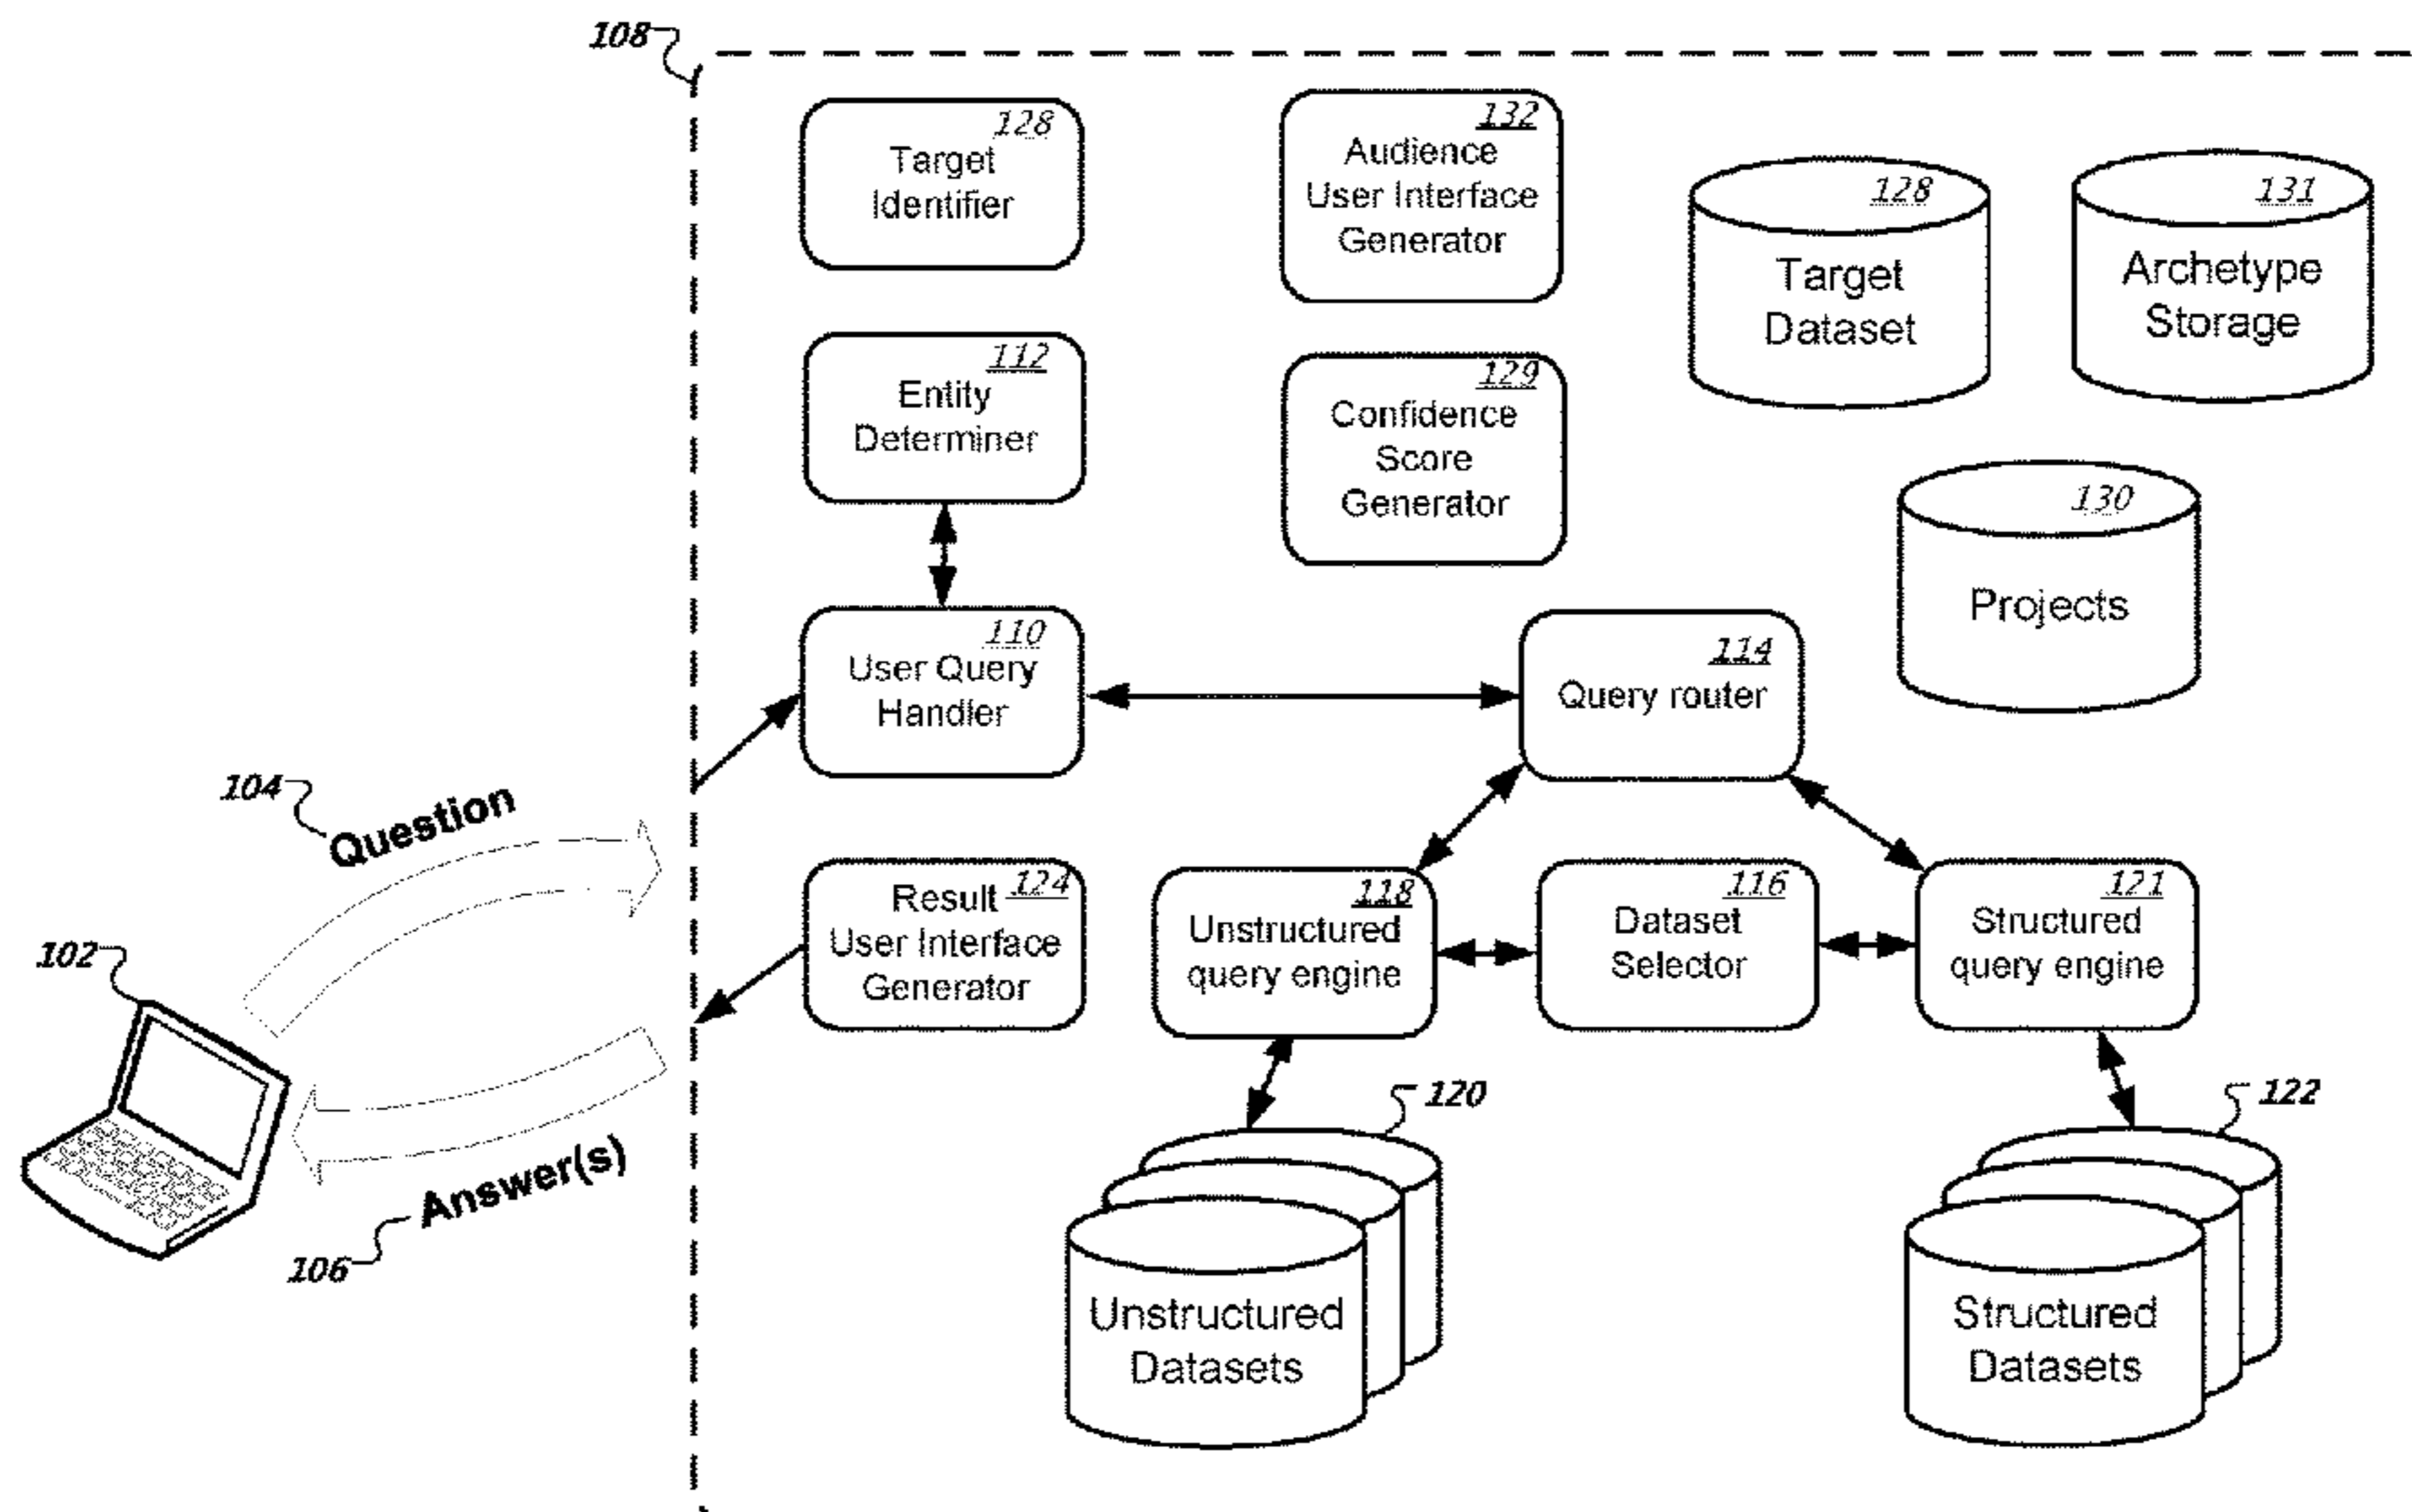 108
128
Target
Identifier
132
Audience
User Interface
Generator
128
Target
Dataset
131
Archetype
Storage
112
Entity
Determiner
129
Confidence
Score
Generator
130
Projects
110
User Query
Handler
114
Query router
104
Question
Result 124
User Interface
Generator
118
Unstructured
query engine
116
Dataset
Selector
121
Structured
query engine
102
106
Answer(s)
120
Unstructured
Datasets
122
Structured
Datasets